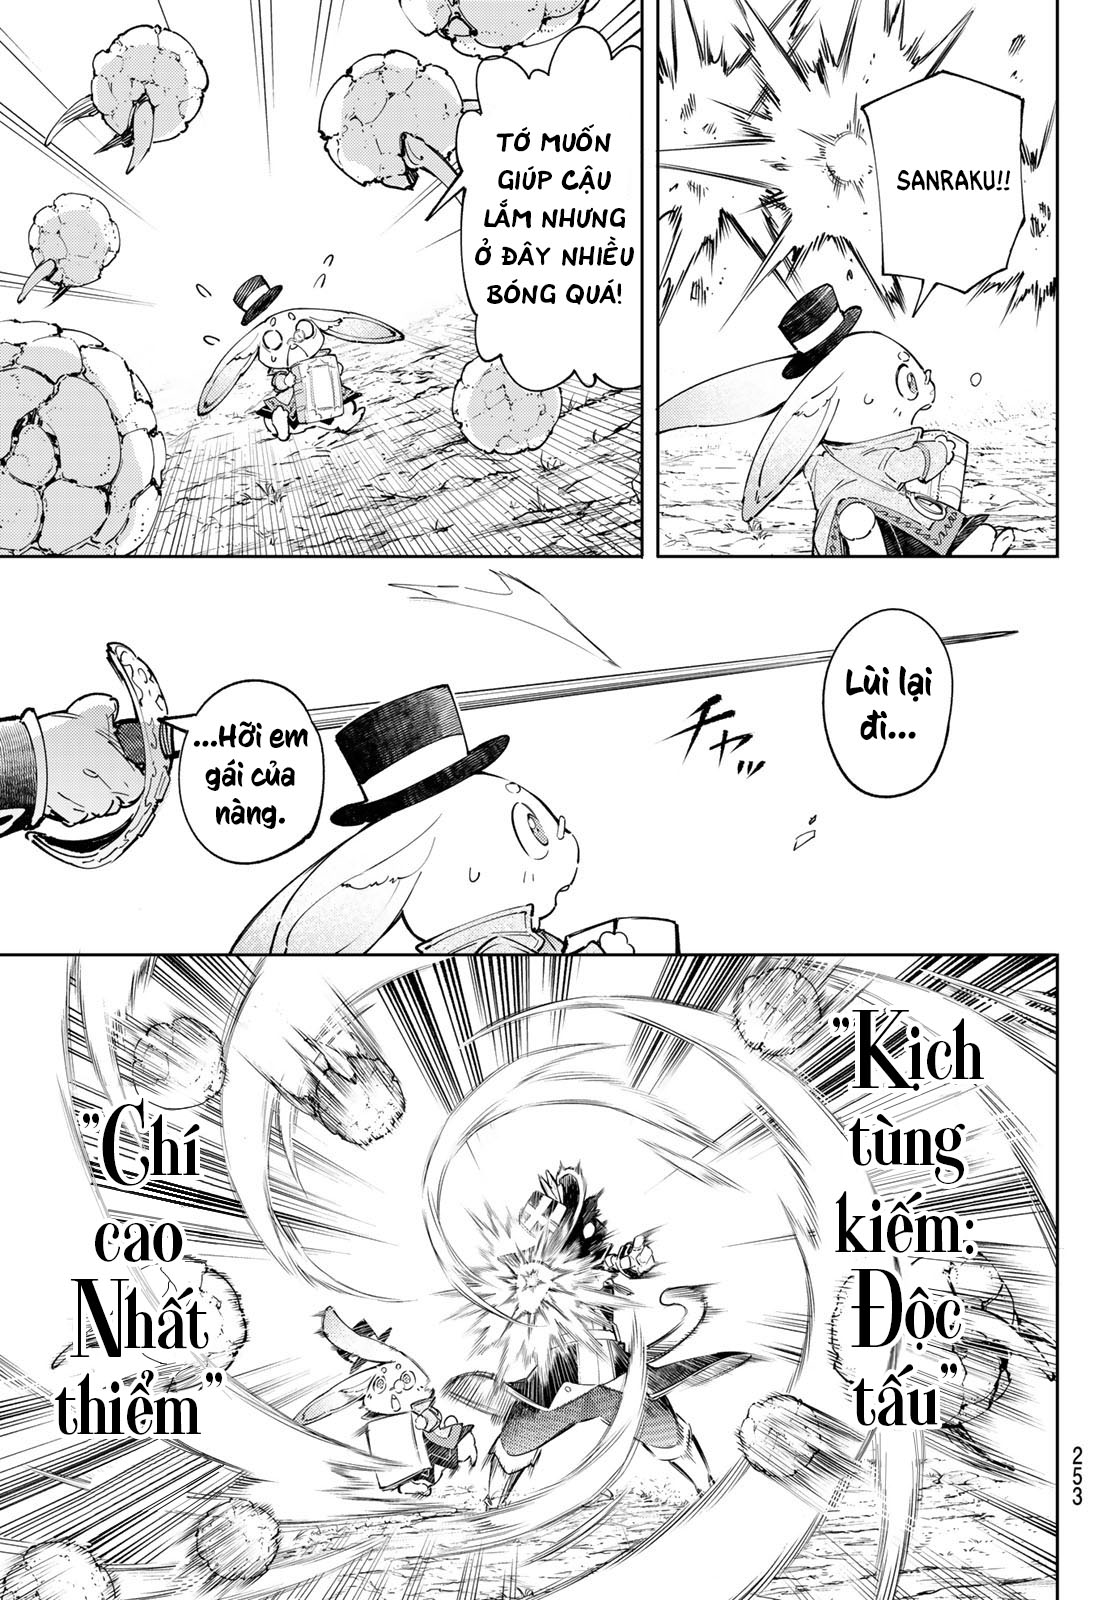 SANRAKU!!
TỚ MUỐN
GIÚP CẬU
LẮM NHƯNG
Ở ĐÂY NHIỀU
BÓNG QUÁ!
Lùi lại
đi...
チャッ
...Hỡi em
gái của
nàng.
"Kịch
tùng
kiếm:
Độc
tấu"
"Chí
cao
Nhất
thiểm"
253